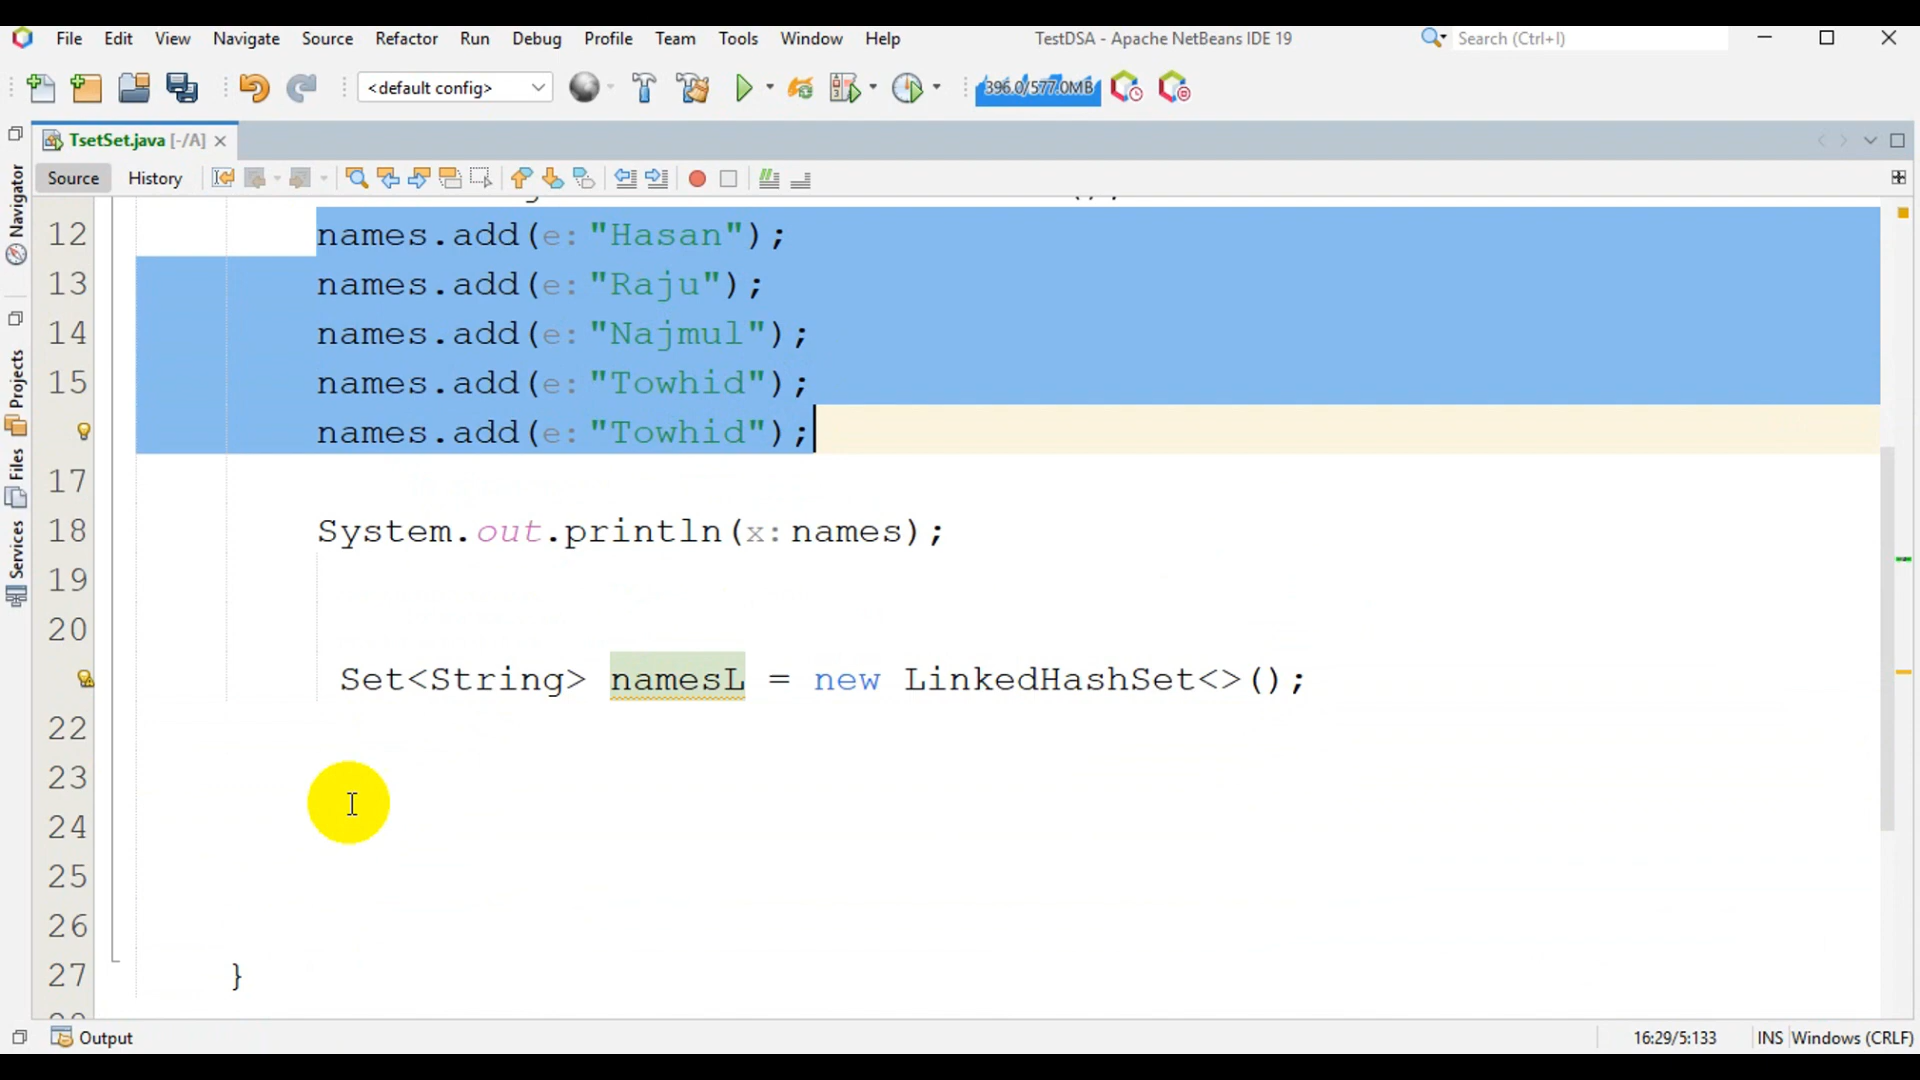 File Edit View Navigate Source Refactor Run Debug Profile Team Tools Window Help TestDSA - Apache NetBeans IDE 19 Search (Ctrl+I)
<default config> 396.0/577.0MB
TsetSet.java [-/A]
Source History
Navigator
Projects
Files
Services
12 names.add(e: "Hasan");
13 names.add(e: "Raju");
14 names.add(e: "Najmul");
15 names.add(e: "Towhid");
names.add(e: "Towhid");
17
18 System.out.println(x: names);
19
20
Set<String> namesL = new LinkedHashSet<>();
22
23
24
25
26
27 }
Output 16:29/5:133 INS Windows (CRLF)